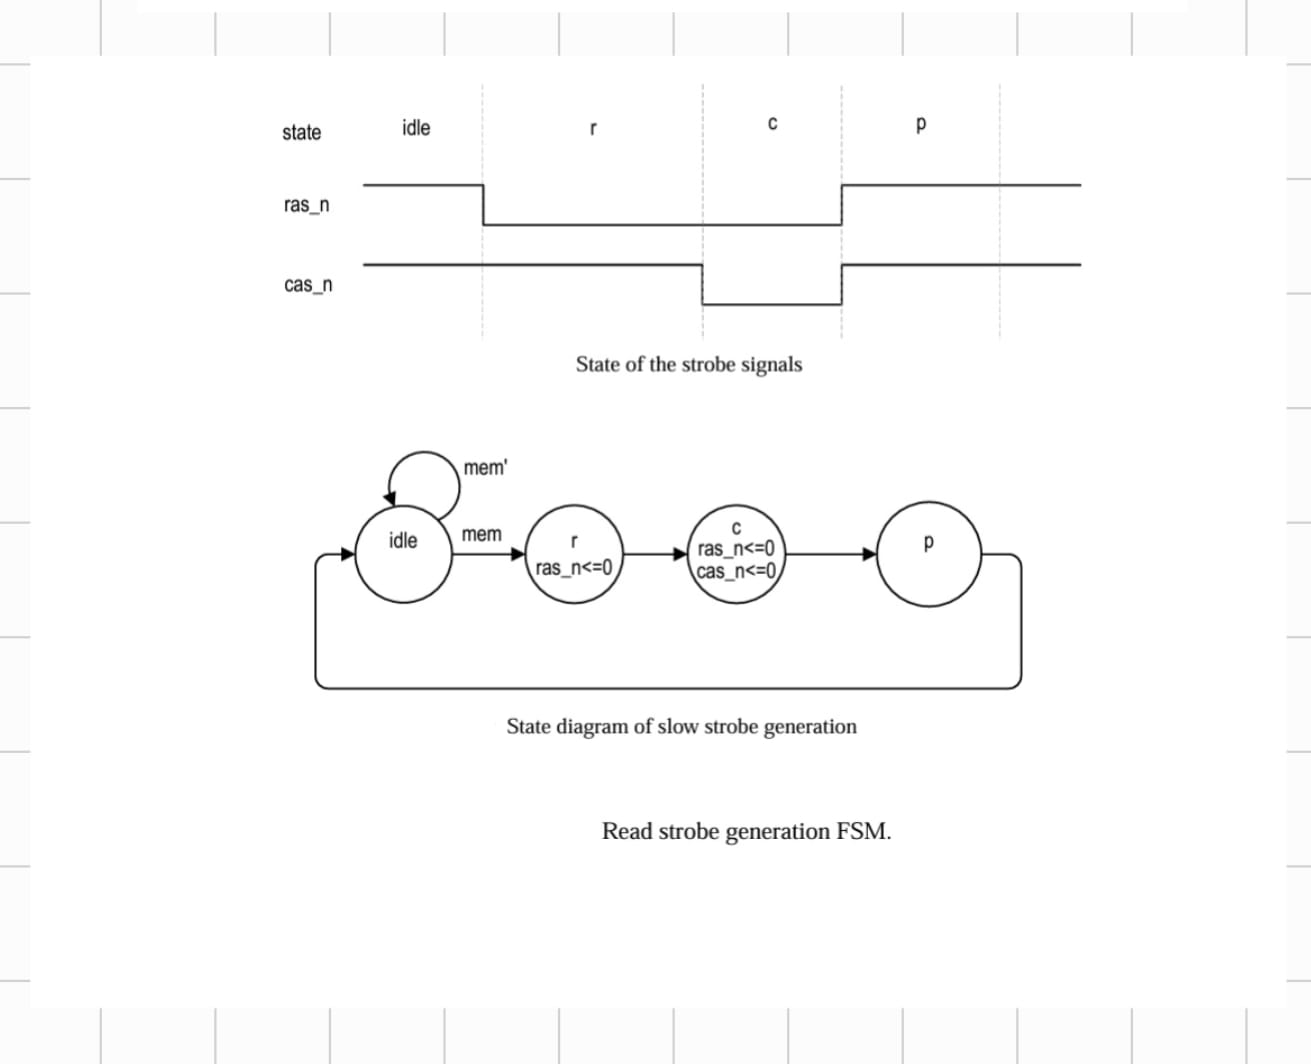 state idle r c p
ras_n
cas_n
State of the strobe signals
mem'
idle mem r c p
ras_n<=0 ras_n<=0
cas_n<=0
State diagram of slow strobe generation
Read strobe generation FSM.